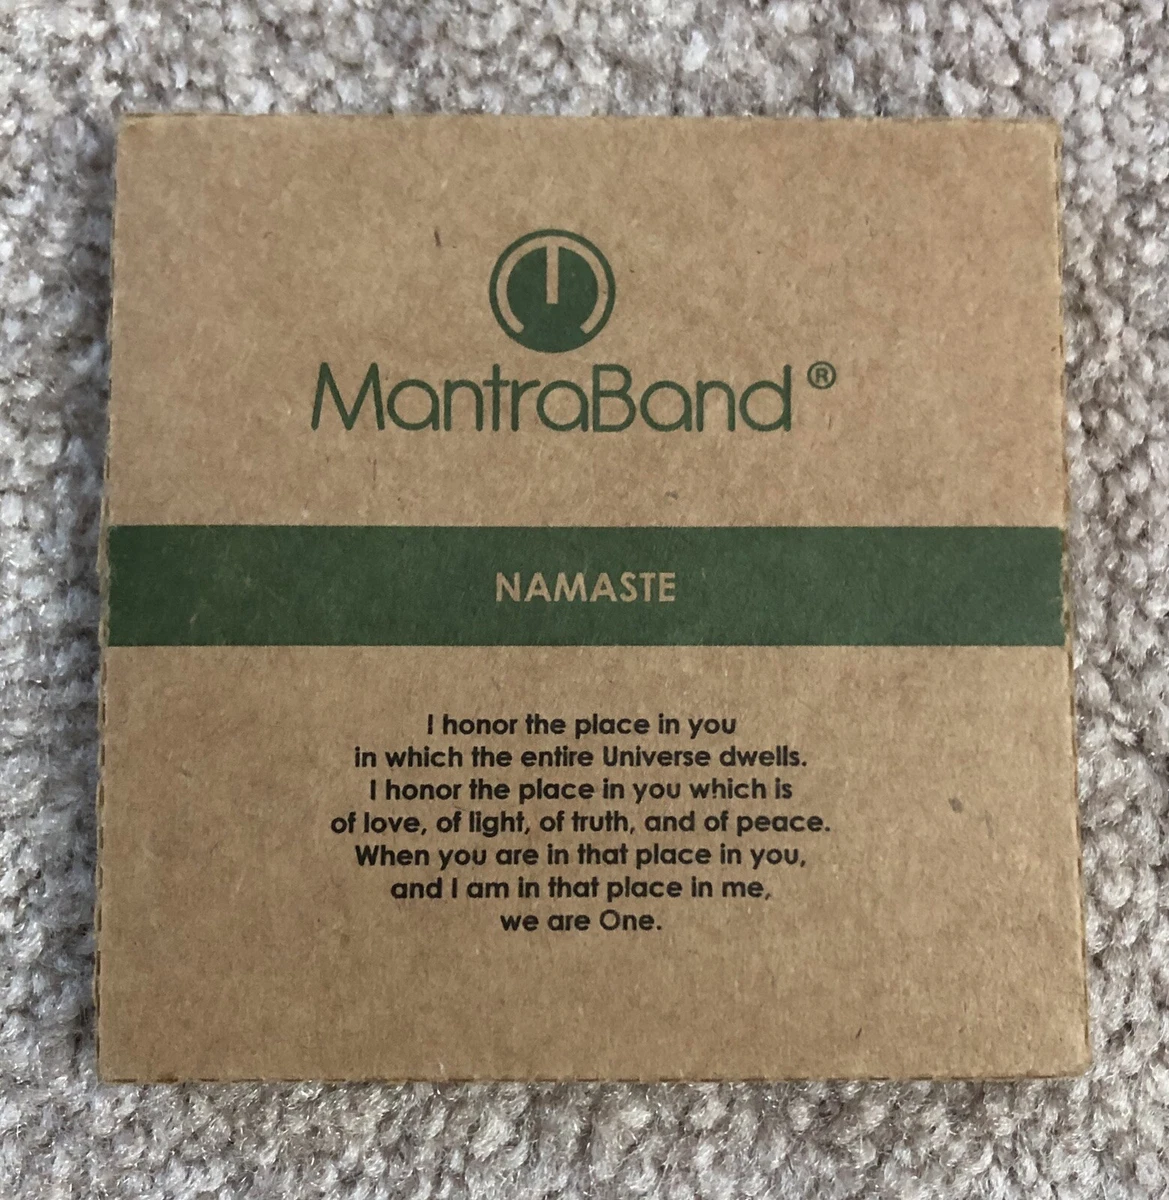 MantraBand ®
NAMASTE
I honor the place in you
in which the entire Universe dwells.
I honor the place in you which is
of love, of light, of truth, and of peace.
When you are in that place in you,
and I am in that place in me,
we are One.